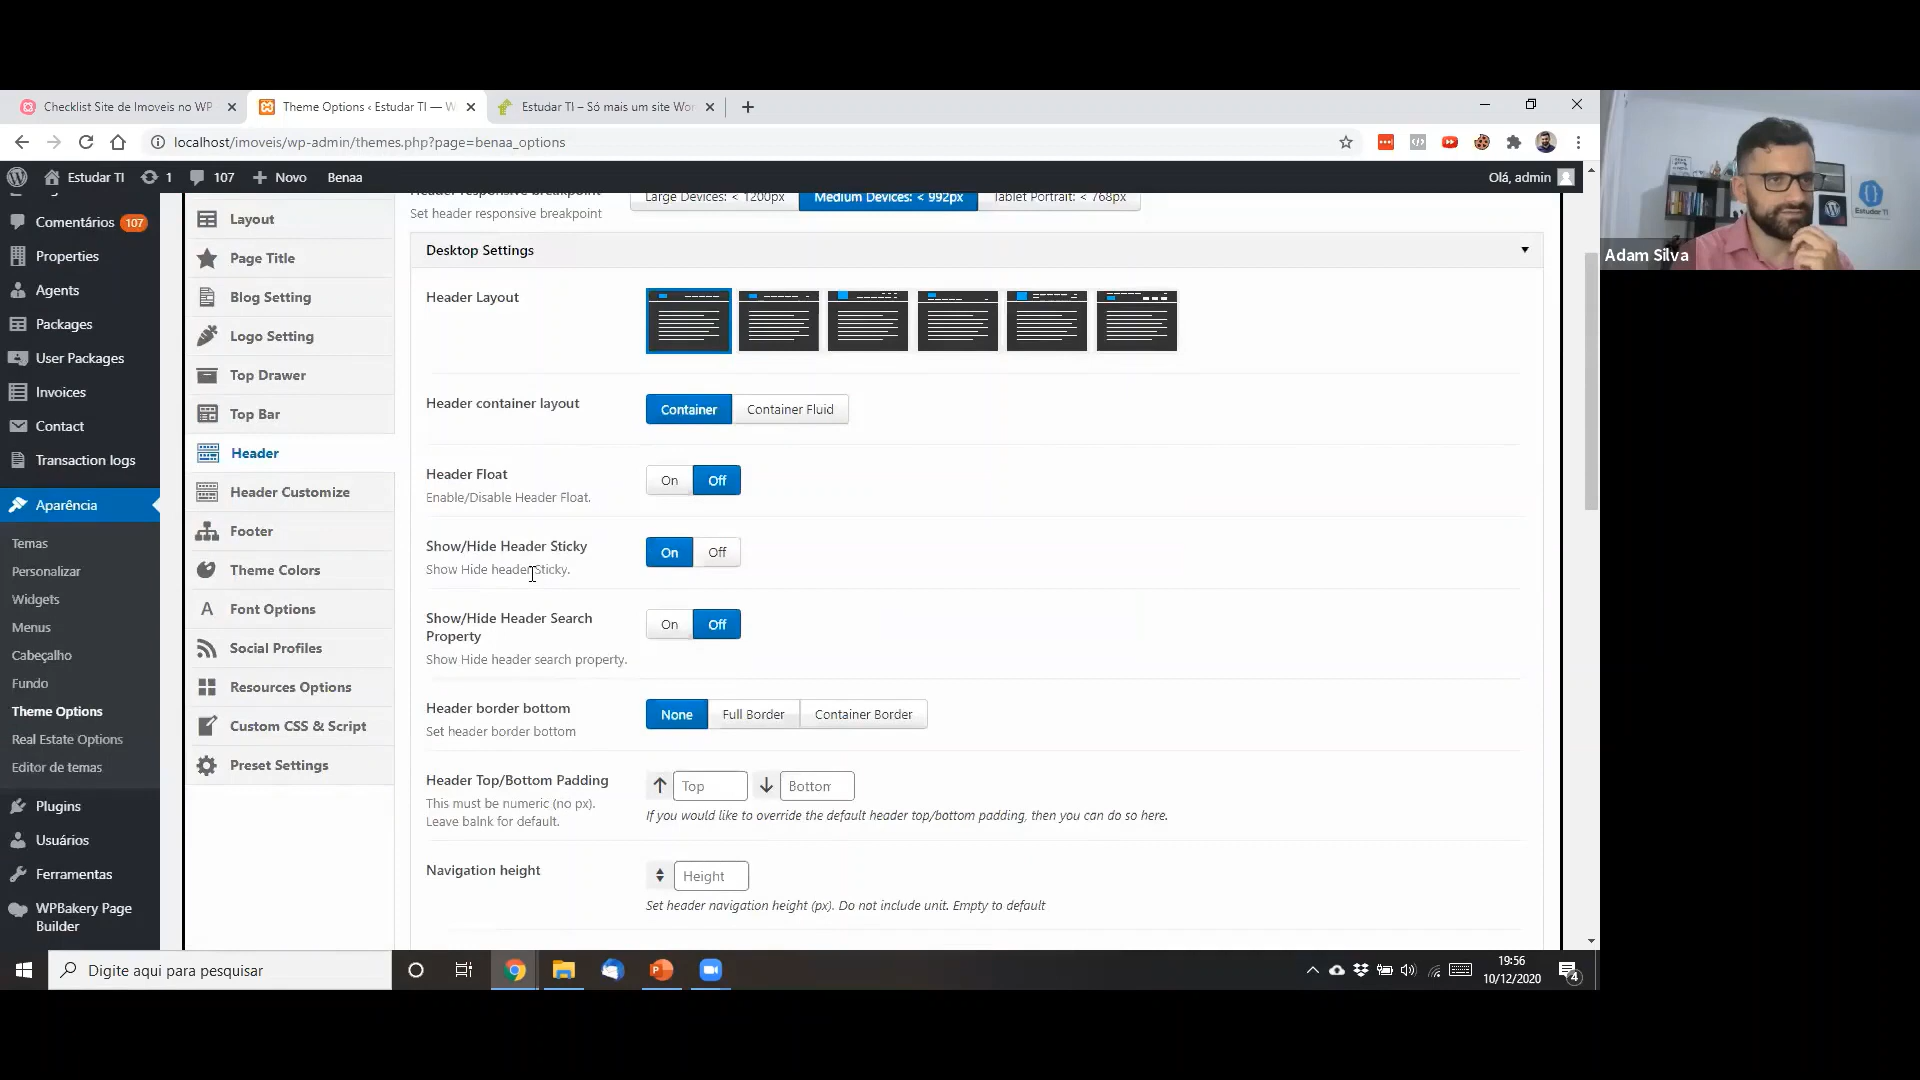 Checklist Site de Imoveis no WP
Theme Options ‹ Estudar TI — W
Estudar TI – Só mais um site Wor
localhost/imoveis/wp-admin/themes.php?page=benaa_options
Estudar TI
1
107
Novo
Benaa
Olá, admin
Comentários 107
Properties
Agents
Packages
User Packages
Invoices
Contact
Transaction logs
Aparência
Temas
Personalizar
Widgets
Menus
Cabeçalho
Fundo
Theme Options
Real Estate Options
Editor de temas
Plugins
Usuários
Ferramentas
WPBakery Page
Builder
Layout
Page Title
Blog Setting
Logo Setting
Top Drawer
Top Bar
Header
Header Customize
Footer
Theme Colors
Font Options
Social Profiles
Resources Options
Custom CSS & Script
Preset Settings
Header responsive breakpoint
Set header responsive breakpoint
Large Devices: < 1200px
Medium Devices: < 992px
Tablet Portrait: < 768px
Desktop Settings
Header Layout
Header container layout
Container
Container Fluid
Header Float
Enable/Disable Header Float.
On
Off
Show/Hide Header Sticky
Show Hide header Sticky.
On
Off
Show/Hide Header Search
Property
Show Hide header search property.
On
Off
Header border bottom
Set header border bottom
None
Full Border
Container Border
Header Top/Bottom Padding
This must be numeric (no px).
Leave balnk for default.
Top
Bottom
If you would like to override the default header top/bottom padding, then you can do so here.
Navigation height
Height
Set header navigation height (px). Do not include unit. Empty to default
Digite aqui para pesquisar
19:56
10/12/2020
4
Estudar TI
Adam Silva